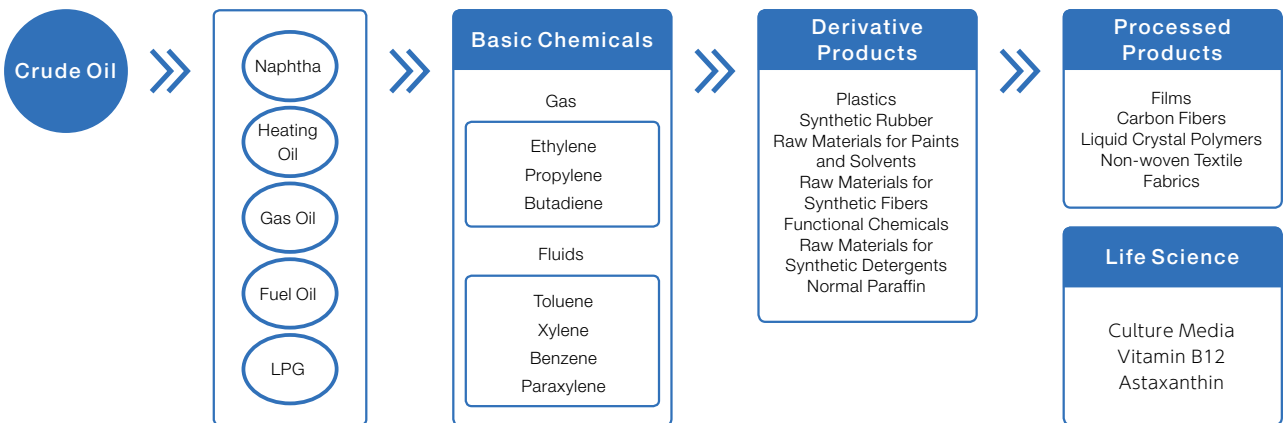 Crude Oil
Naphtha
Heating
Oil
Gas Oil
Fuel Oil
LPG
Basic Chemicals
Gas
Ethylene
Propylene
Butadiene
Fluids
Toluene
Xylene
Benzene
Paraxylene
Derivative
Products
Plastics
Synthetic Rubber
Raw Materials for Paints
and Solvents
Raw Materials for
Synthetic Fibers
Functional Chemicals
Raw Materials for
Synthetic Detergents
Normal Paraffin
Processed
Products
Films
Carbon Fibers
Liquid Crystal Polymers
Non-woven Textile
Fabrics
Life Science
Culture Media
Vitamin B12
Astaxanthin